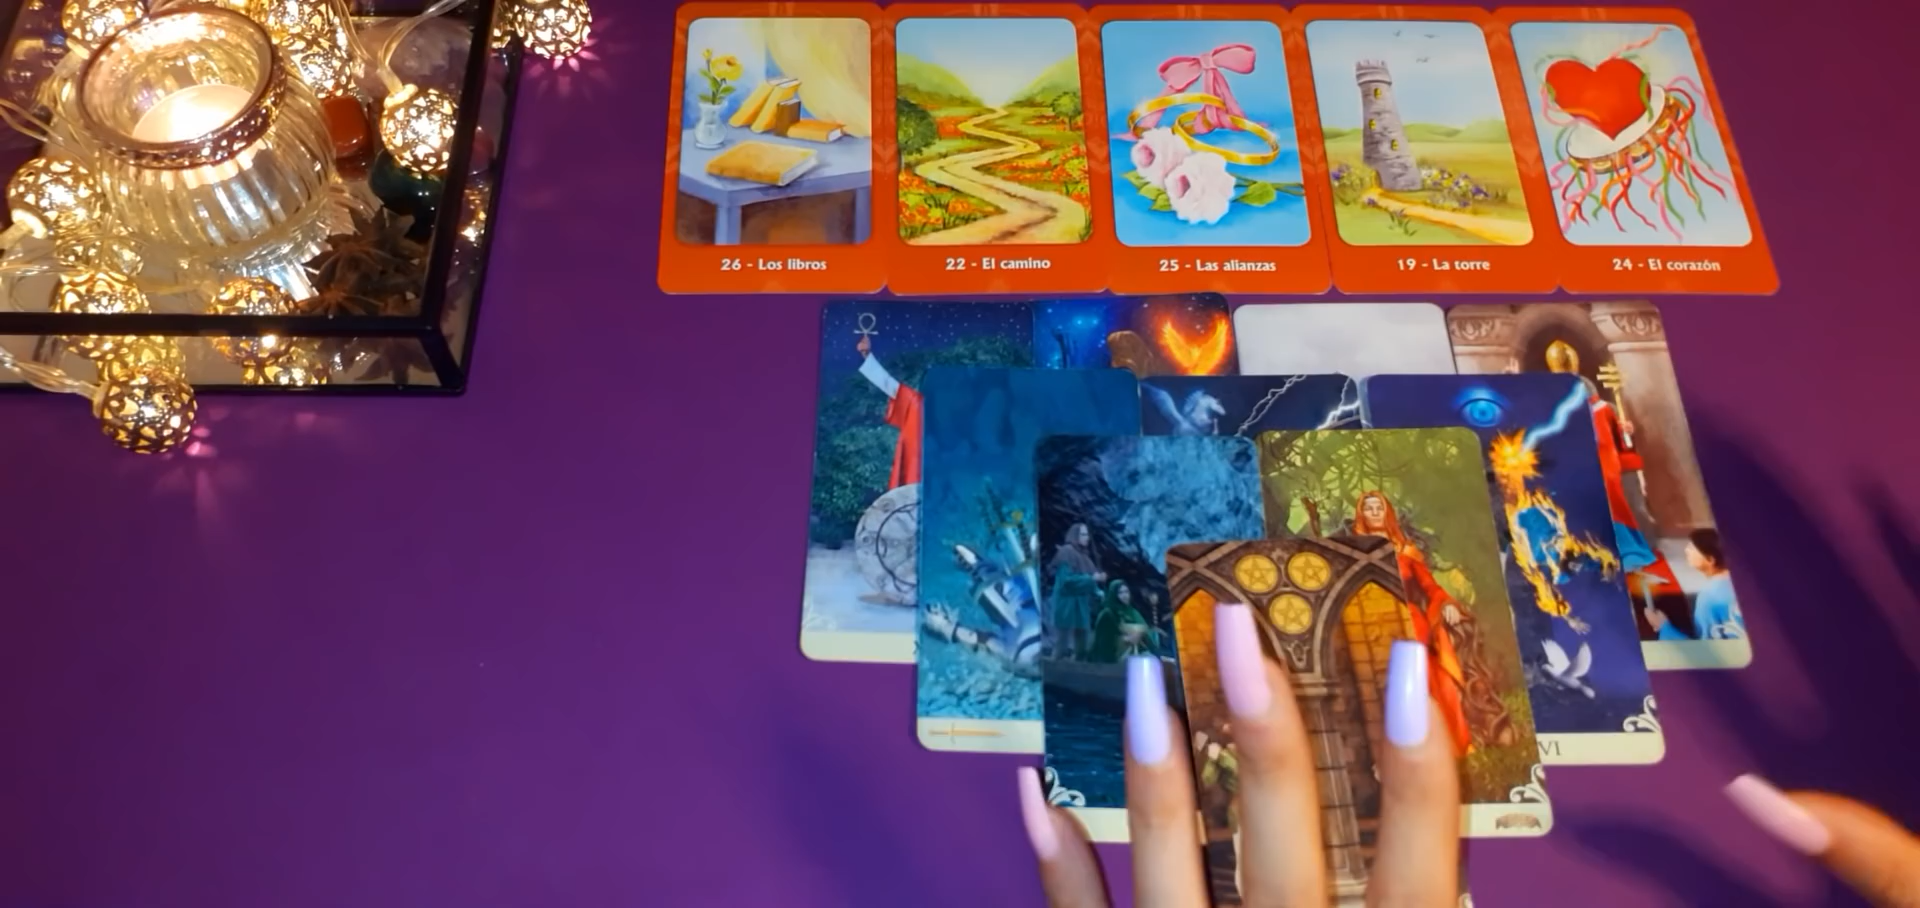 26 - Los libros
22 - El camino
25 - Las alianzas
19 - La torre
24 - El corazón
VI